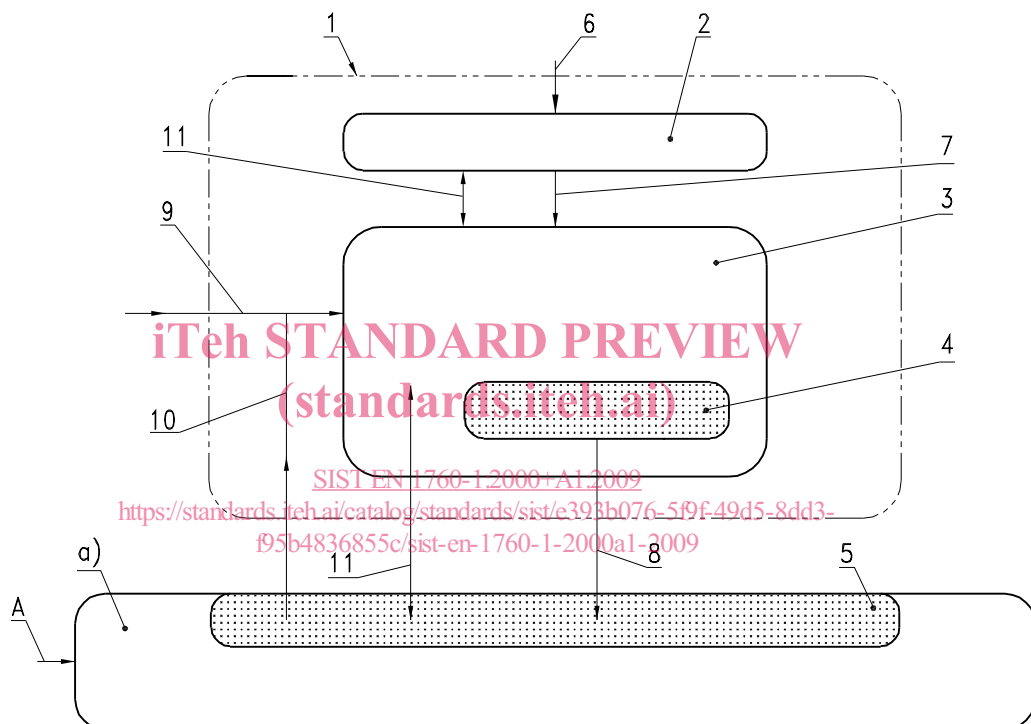 1
6
2
11
7
9
3
iTeh STANDARD PREVIEW
4
(standards.iteh.ai)
10
SIST EN 1760-1:2000+A1:2009
https://standards.iteh.ai/catalog/standards/sist/e393b076-5f9f-49d5-8dd3-
f95b4836855c/sist-en-1760-1-2000a1-2009
a)
11
8
5
A